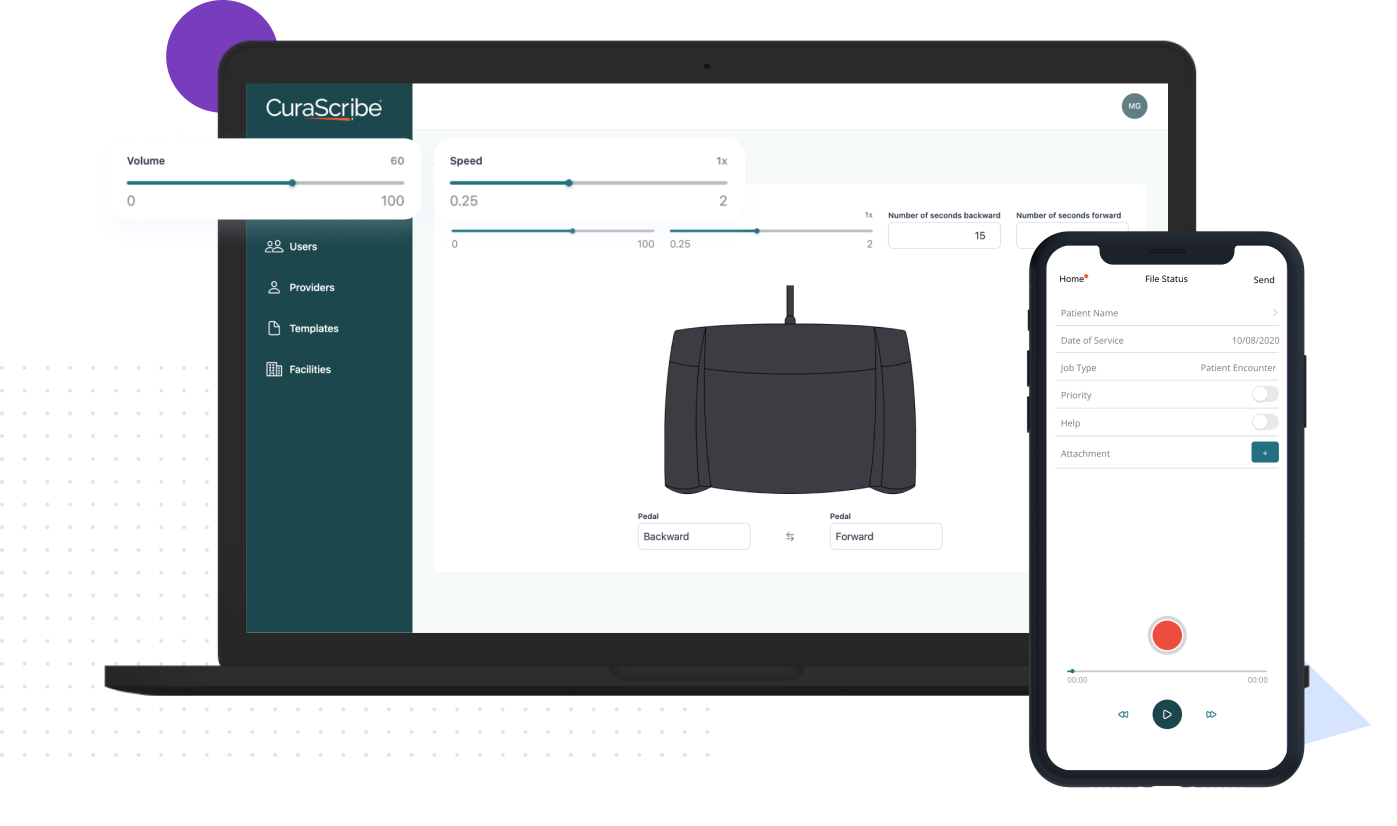 CuraScribe
MG
Volume 60
0 100
Speed 1x
0.25 2
1x
Number of seconds backward
Number of seconds forward
0 100
0.25 2
15
Users
Providers
Templates
Facilities
Pedal
Backward
Pedal
Forward
Home File Status Send
Patient Name
Date of Service 10/08/2020
Job Type Patient Encounter
Priority
Help
Attachment +
00:00 00:00